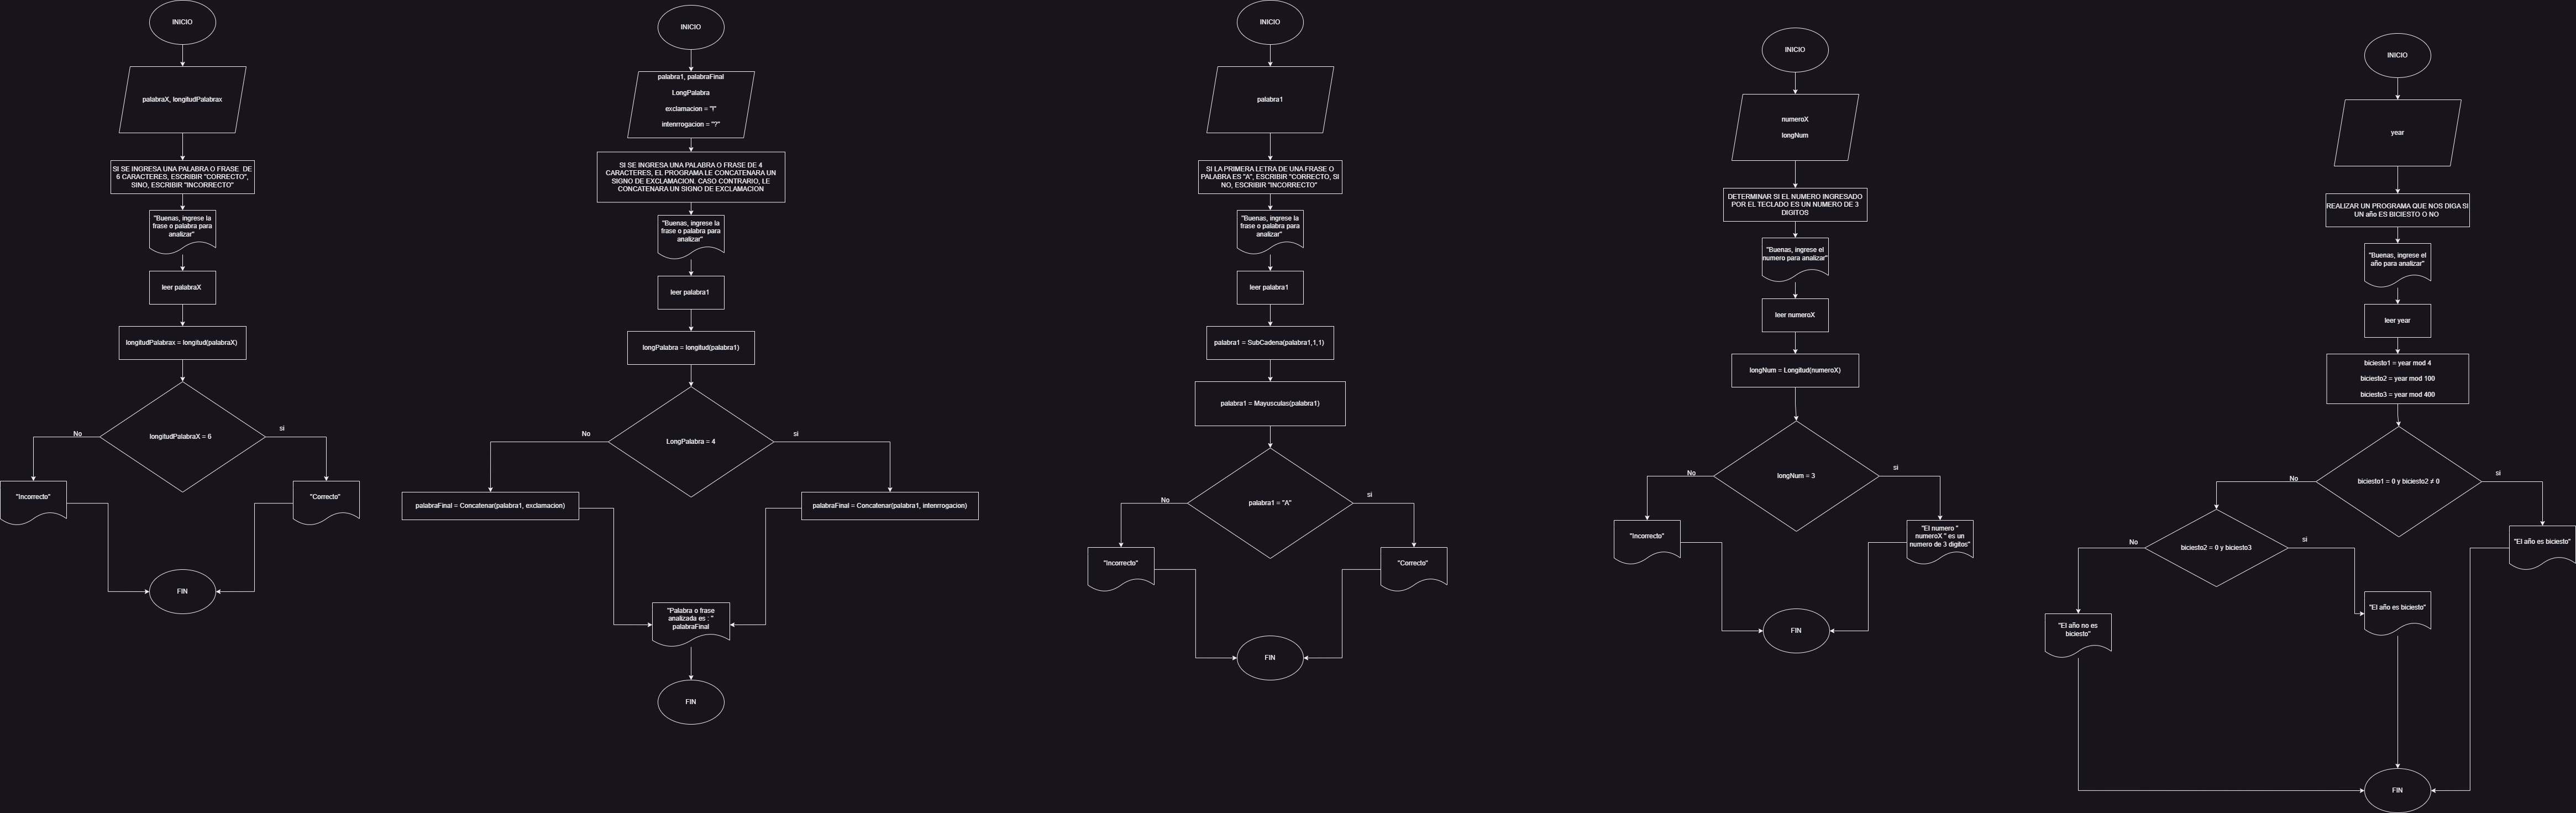 INICIO
palabraX, longitudPalabrax
SI SE INGRESA UNA PALABRA O FRASE DE
6 CARACTERES, ESCRIBIR "CORRECTO",
SINO, ESCRIBIR "INCORRECTO"
"Buenas, ingrese la
frase o palabra para
analizar"
leer palabraX
longitudPalabrax = longitud(palabraX)
longitudPalabraX = 6
No
si
"Incorrecto"
"Correcto"
FIN
INICIO
palabra1, palabraFinal
LongPalabra
exclamacion = "!"
intenrrogacion = "?"
SI SE INGRESA UNA PALABRA O FRASE DE 4
CARACTERES, EL PROGRAMA LE CONCATENARA UN
SIGNO DE EXCLAMACION. CASO CONTRARIO, LE
CONCATENARA UN SIGNO DE EXCLAMACION
"Buenas, ingrese la
frase o palabra para
analizar"
leer palabra1
longPalabra = longitud(palabra1)
LongPalabra = 4
No
si
palabraFinal = Concatenar(palabra1, exclamacion)
palabraFinal = Concatenar(palabra1, intenrrogacion)
"Palabra o frase
analizada es : "
palabraFinal
FIN
INICIO
palabra1
SI LA PRIMERA LETRA DE UNA FRASE O
PALABRA ES "A", ESCRIBIR "CORRECTO, SI
NO, ESCRIBIR "INCORRECTO"
"Buenas, ingrese la
frase o palabra para
analizar"
leer palabra1
palabra1 = SubCadena(palabra1,1,1)
palabra1 = Mayusculas(palabra1)
palabra1 = "A"
No
si
"Incorrecto"
"Correcto"
FIN
INICIO
numeroX
longNum
DETERMINAR SI EL NUMERO INGRESADO
POR EL TECLADO ES UN NUMERO DE 3
DIGITOS
"Buenas, ingrese el
numero para analizar"
leer numeroX
longNum = Longitud(numeroX)
longNum = 3
No
si
"Incorrecto"
"El numero "
numeroX " es un
numero de 3 digitos"
FIN
INICIO
year
REALIZAR UN PROGRAMA QUE NOS DIGA SI
UN año ES BICIESTO O NO
"Buenas, ingrese el
año para analizar"
leer year
biciesto1 = year mod 4
biciesto2 = year mod 100
biciesto3 = year mod 400
biciesto1 = 0 y biciesto2 ≠ 0
No
si
biciesto2 = 0 y biciesto3
No
si
"El año es biciesto"
"El año es biciesto"
"El año no es
biciesto"
FIN